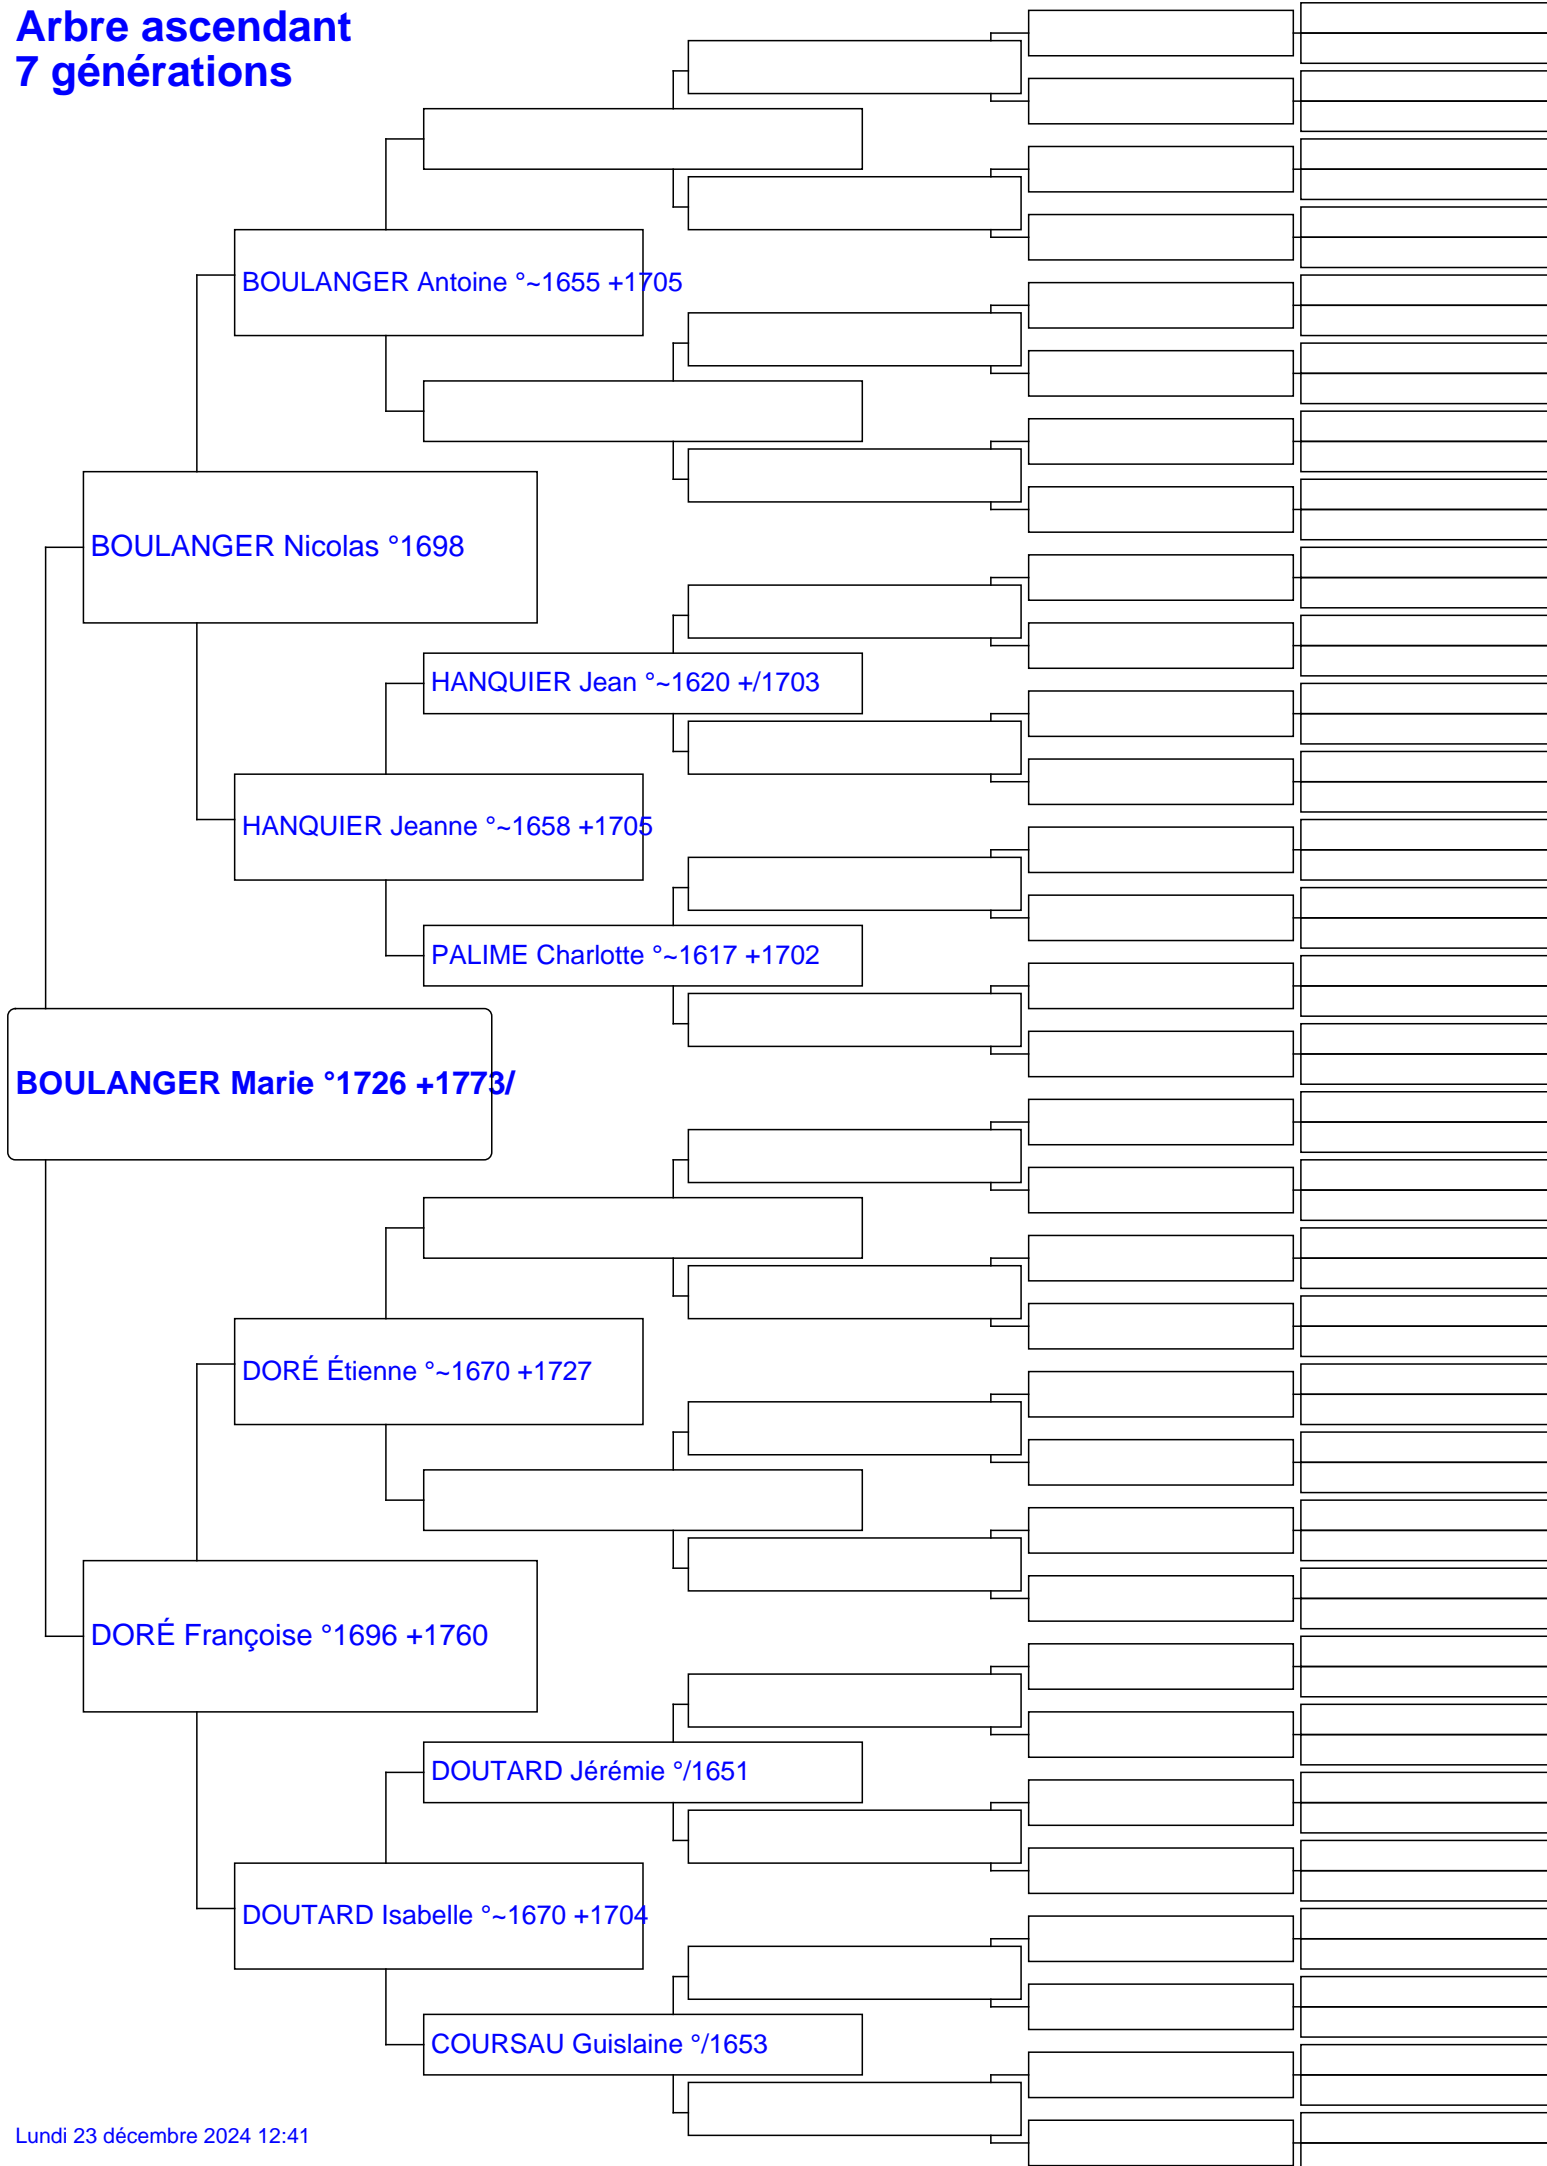 Arbre ascendant
7 générations
BOULANGER Antoine °~1655 +1705
BOULANGER Nicolas °1698
HANQUIER Jean °~1620 +/1703
HANQUIER Jeanne °~1658 +1705
PALIME Charlotte °~1617 +1702
BOULANGER Marie °1726 +1773/
DORÉ Étienne °~1670 +1727
DORÉ Françoise °1696 +1760
DOUTARD Jérémie °/1651
DOUTARD Isabelle °~1670 +1704
COURSAU Guislaine °/1653
Lundi 23 décembre 2024 12:41